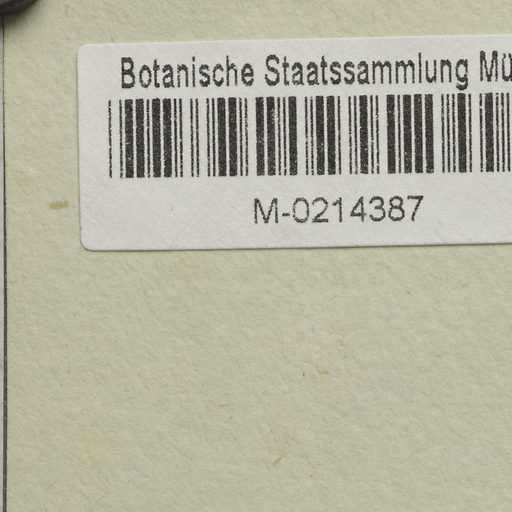 Botanische Staatssammlung Mü
M-0214387